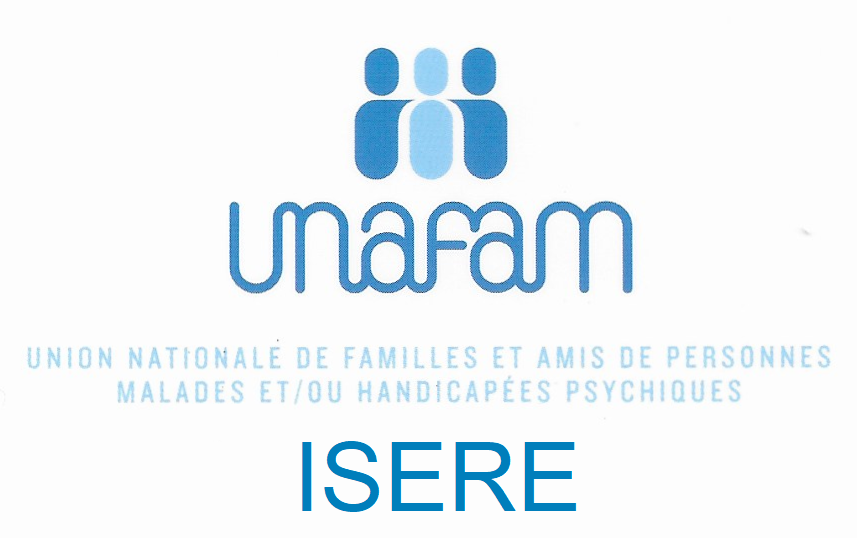 unafam
UNION NATIONALE DE FAMILLES ET AMIS DE PERSONNES
MALADES ET/OU HANDICAPÉES PSYCHIQUES
ISERE